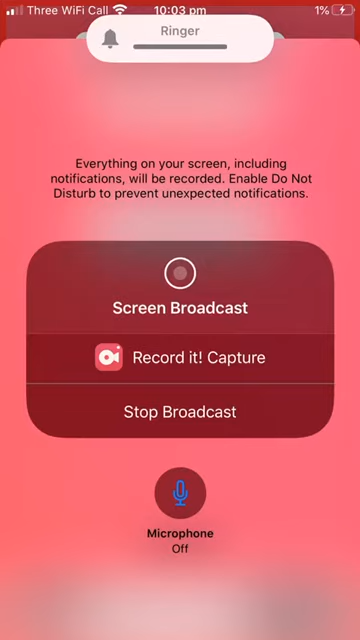 Three WiFi Call 10:03 pm 1%
Ringer
Everything on your screen, including
notifications, will be recorded. Enable Do Not
Disturb to prevent unexpected notifications.
Screen Broadcast
Record it! Capture
Stop Broadcast
Microphone
Off